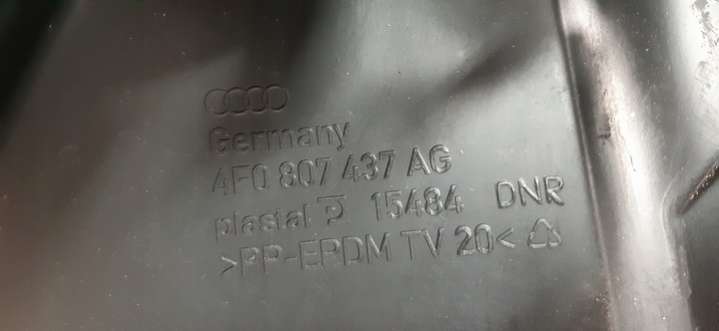 Germany
4F0 807 437 AG
plastal P 15484 DNR
>PP-EPDM TV 20<